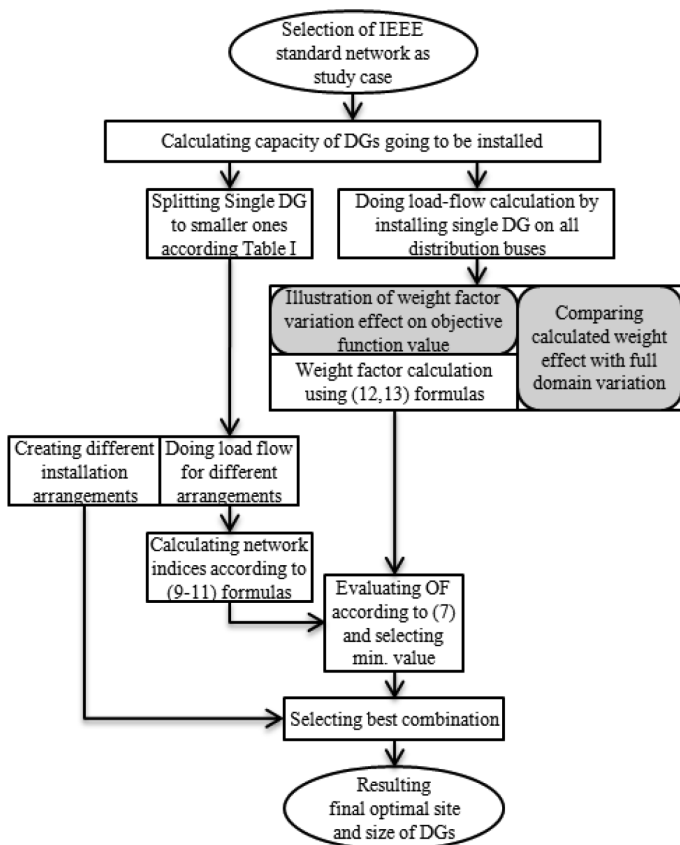 Selection of IEEE
standard network as
study case
Calculating capacity of DGs going to be installed
Splitting Single DG
to smaller ones
according Table I
Doing load-flow calculation by
installing single DG on all
distribution buses
Illustration of weight factor
variation effect on objective
function value
Comparing
calculated weight
effect with full
domain variation
Weight factor calculation
using (12,13) formulas
Creating different
installation
arrangements
Doing load flow
for different
arrangements
Calculating network
indices according to
(9-11) formulas
Evaluating OF
according to (7)
and selecting
min. value
Selecting best combination
Resulting
final optimal site
and size of DGs